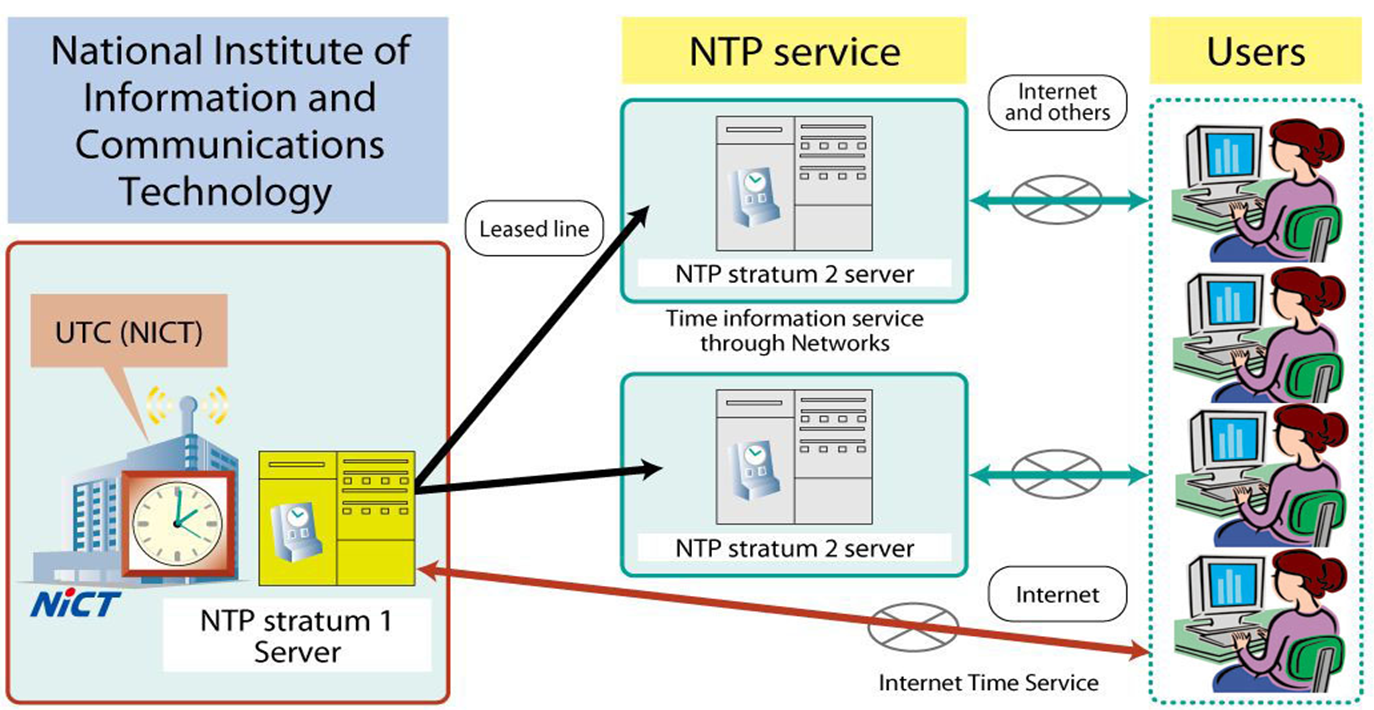 National Institute of
Information and
Communications
Technology
NTP service
Users
Internet
and others
Leased line
NTP stratum 2 server
UTC (NICT)
Time information service
through Networks
NTP stratum 2 server
NiCT
NTP stratum 1
Server
Internet
Internet Time Service